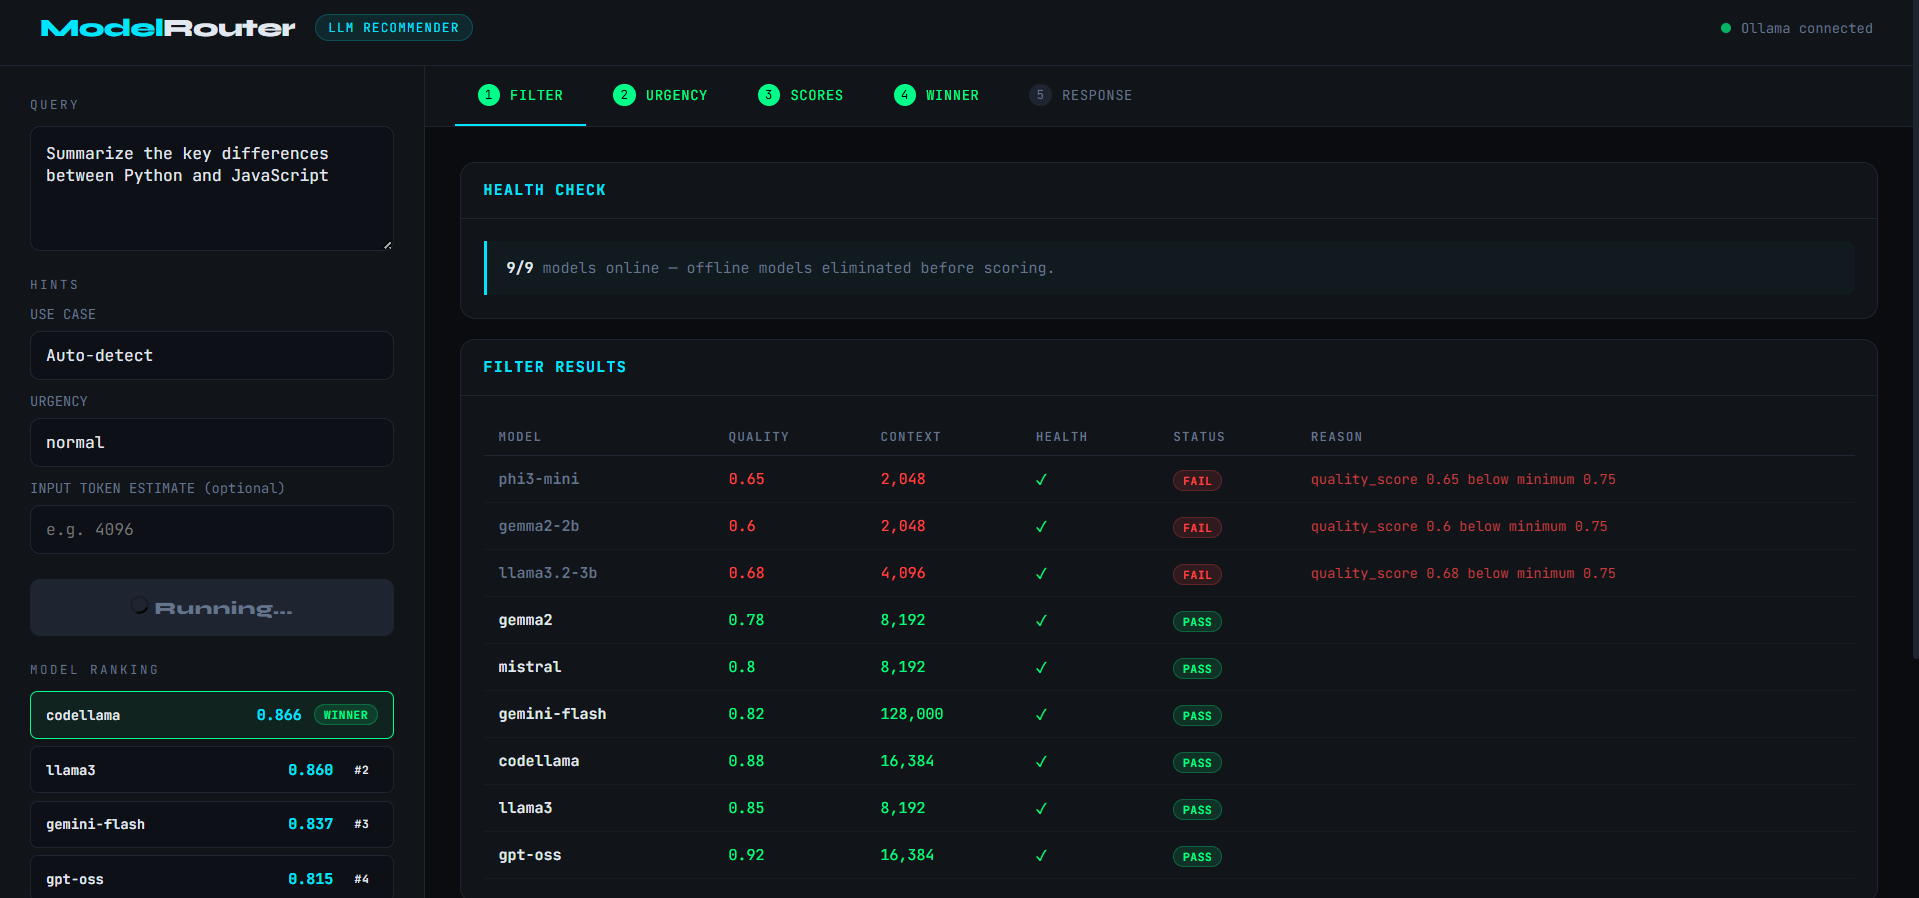 ModelRouter LLM RECOMMENDER Ollama connected
QUERY
Summarize the key differences
between Python and JavaScript
HINTS
USE CASE
Auto-detect
URGENCY
normal
INPUT TOKEN ESTIMATE (optional)
e.g. 4096
Running...
MODEL RANKING
codellama 0.866 WINNER
llama3 0.860 #2
gemini-flash 0.837 #3
gpt-oss 0.815 #4
1 FILTER 2 URGENCY 3 SCORES 4 WINNER 5 RESPONSE
HEALTH CHECK
9/9 models online — offline models eliminated before scoring.
FILTER RESULTS
MODEL QUALITY CONTEXT HEALTH STATUS REASON
phi3-mini 0.65 2,048 ✓ FAIL quality_score 0.65 below minimum 0.75
gemma2-2b 0.6 2,048 ✓ FAIL quality_score 0.6 below minimum 0.75
llama3.2-3b 0.68 4,096 ✓ FAIL quality_score 0.68 below minimum 0.75
gemma2 0.78 8,192 ✓ PASS
mistral 0.8 8,192 ✓ PASS
gemini-flash 0.82 128,000 ✓ PASS
codellama 0.88 16,384 ✓ PASS
llama3 0.85 8,192 ✓ PASS
gpt-oss 0.92 16,384 ✓ PASS